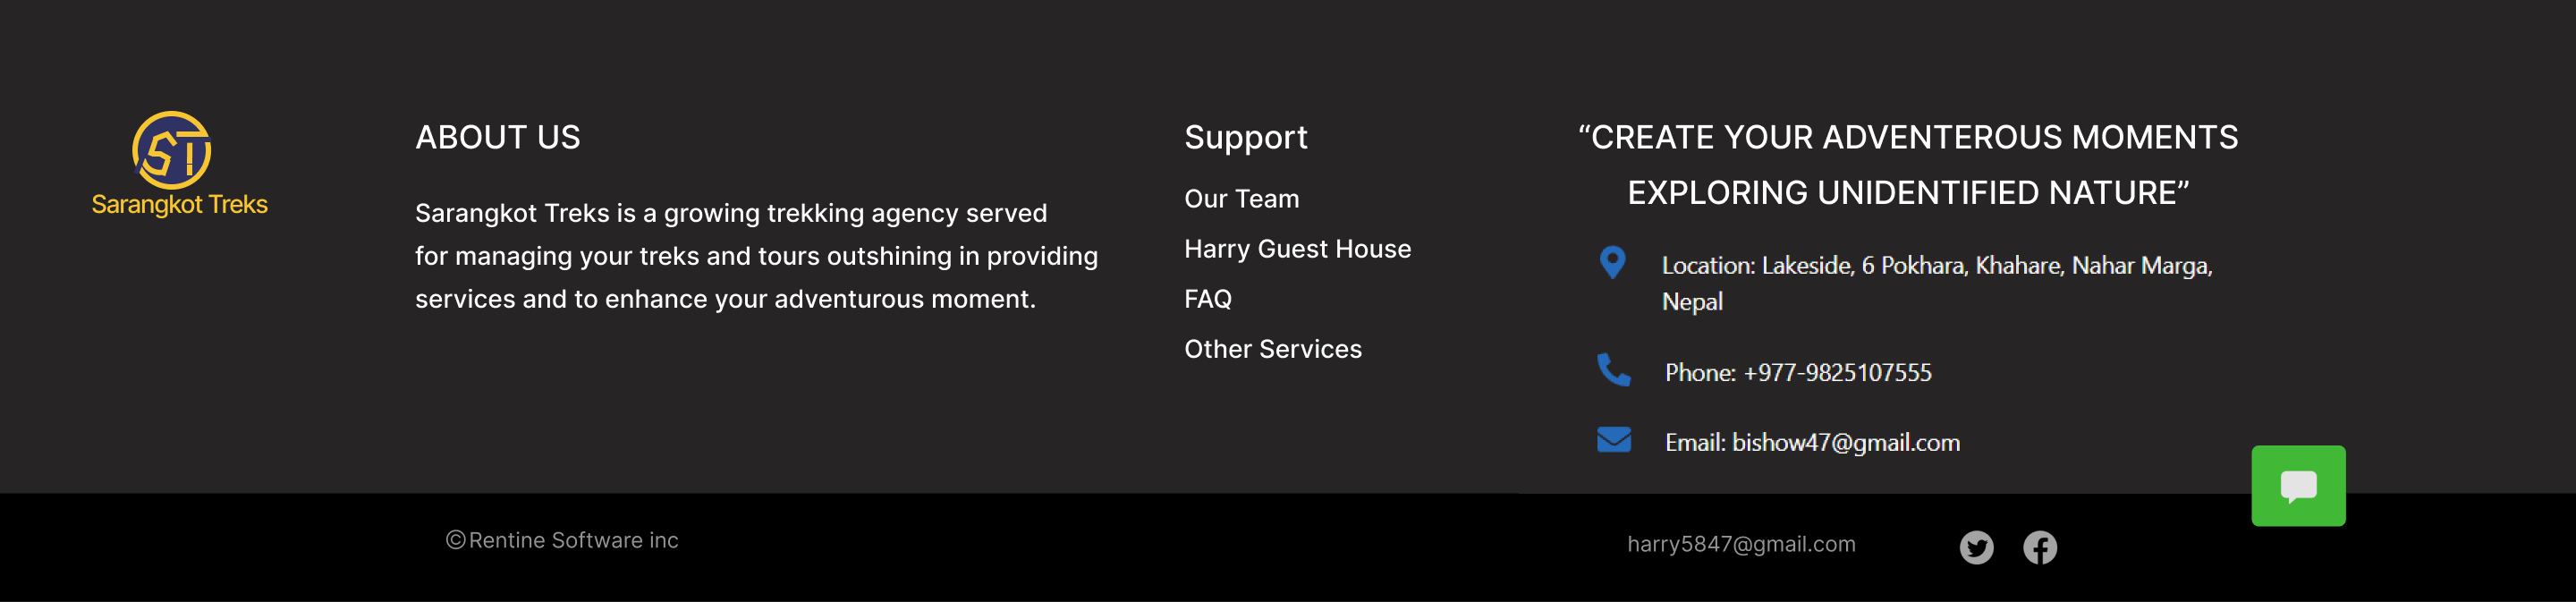 ST
Sarangkot Treks
ABOUT US
Sarangkot Treks is a growing trekking agency served
for managing your treks and tours outshining in providing
services and to enhance your adventurous moment.
Support
Our Team
Harry Guest House
FAQ
Other Services
“CREATE YOUR ADVENTEROUS MOMENTS
EXPLORING UNIDENTIFIED NATURE”
Location: Lakeside, 6 Pokhara, Khahare, Nahar Marga,
Nepal
Phone: +977-9825107555
Email: bishow47@gmail.com
©Rentine Software inc
harry5847@gmail.com